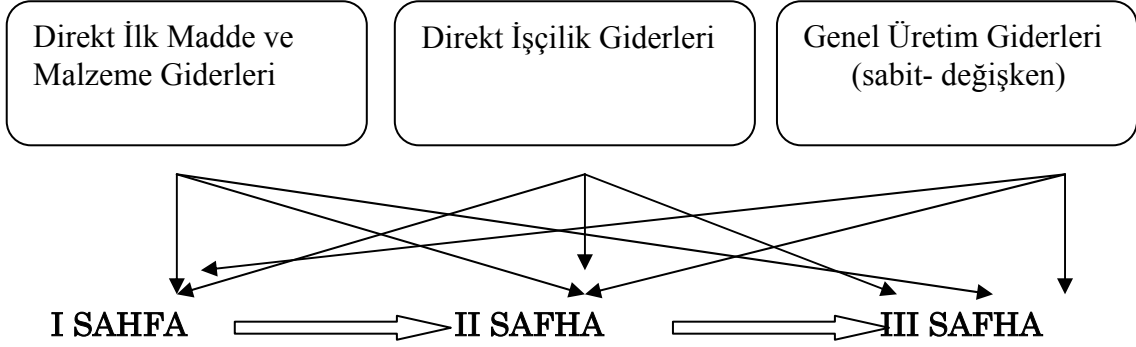 Direkt İlk Madde ve
Malzeme Giderleri
Direkt İşçilik Giderleri
Genel Üretim Giderleri
(sabit- değişken)
I SAHFA
II SAFHA
III SAFHA